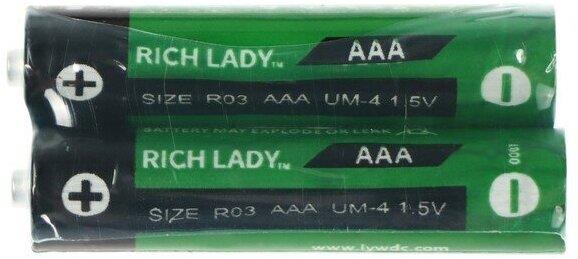 RICH LADY™ AAA
SIZE R03 AAA UM-4 1.5V
BATTERY MAY EXPLODE OR LEAK
RICH LADY™ AAA
SIZE R03 AAA UM-4 1.5V
www.lywdc.com